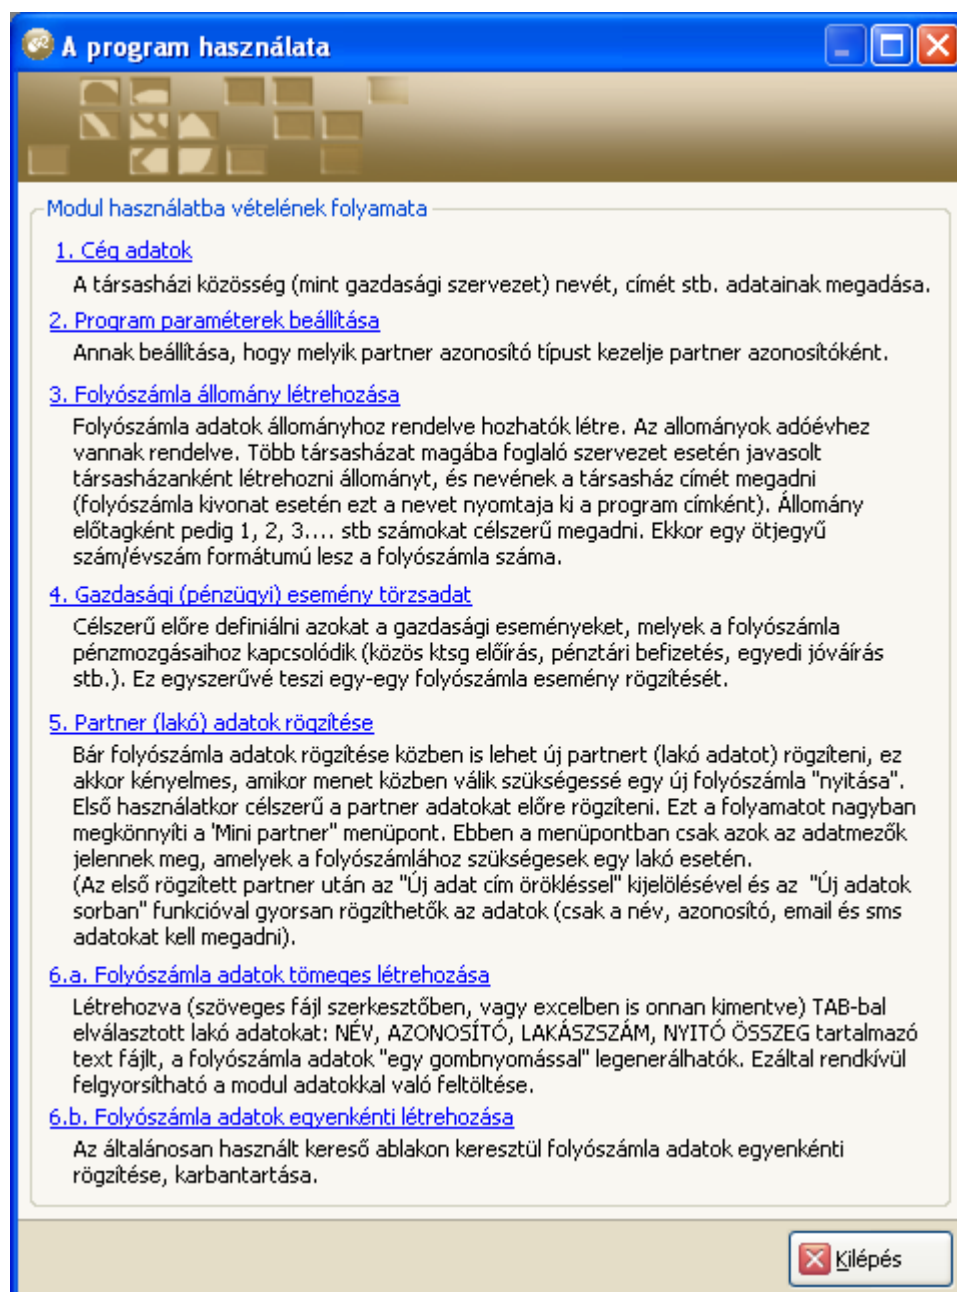 A program használata
Modul használatba vételének folyamata
1. Cég adatok
A társasházi közösség (mint gazdasági szervezet) nevét, címét stb. adatainak megadása.
2. Program paraméterek beállítása
Annak beállítása, hogy melyik partner azonosító típust kezelje partner azonosítóként.
3. Folyószámla állomány létrehozása
Folyószámla adatok állományhoz rendelve hozhatók létre. Az allományok adóévhez
vannak rendelve. Több társasházat magába foglaló szervezet esetén javasolt
társasházanként létrehozni állományt, és nevének a társasház címét megadni
(folyószámla kivonat esetén ezt a nevet nyomtaja ki a program címként). Állomány
előtagként pedig 1, 2, 3.... stb számokat célszerű megadni. Ekkor egy ötjegyű
szám/évszám formátumú lesz a folyószámla száma.
4. Gazdasági (pénzügyi) esemény törzsadat
Célszerű előre definiálni azokat a gazdasági eseményeket, melyek a folyószámla
pénzmozgásaihoz kapcsolódik (közös ktsg előírás, pénztári befizetés, egyedi jóváírás
stb.). Ez egyszerűvé teszi egy-egy folyószámla esemény rögzítését.
5. Partner (lakó) adatok rögzítése
Bár folyószámla adatok rögzítése közben is lehet új partnert (lakó adatot) rögzíteni, ez
akkor kényelmes, amikor menet közben válik szükségessé egy új folyószámla "nyitása".
Első használatkor célszerű a partner adatokat előre rögzíteni. Ezt a folyamatot nagyban
megkönnyíti a 'Mini partner" menüpont. Ebben a menüpontban csak azok az adatmezők
jelennek meg, amelyek a folyószámlához szükségesek egy lakó esetén.
(Az első rögzített partner után az "Új adat cím örökléssel" kijelölésével és az  "Új adatok
sorban" funkcióval gyorsan rögzíthetők az adatok (csak a név, azonosító, email és sms
adatokat kell megadni).
6.a. Folyószámla adatok tömeges létrehozása
Létrehozva (szöveges fájl szerkesztőben, vagy excelben is onnan kimentve) TAB-bal
elválasztott lakó adatokat: NÉV, AZONOSÍTÓ, LAKÁSZSZÁM, NYITÓ ÖSSZEG tartalmazó
text fájlt, a folyószámla adatok "egy gombnyomással" legenerálhatók. Ezáltal rendkívül
felgyorsítható a modul adatokkal való feltöltése.
6.b. Folyószámla adatok egyenkénti létrehozása
Az általánosan használt kereső ablakon keresztül folyószámla adatok egyenkénti
rögzítése, karbantartása.
Kilépés